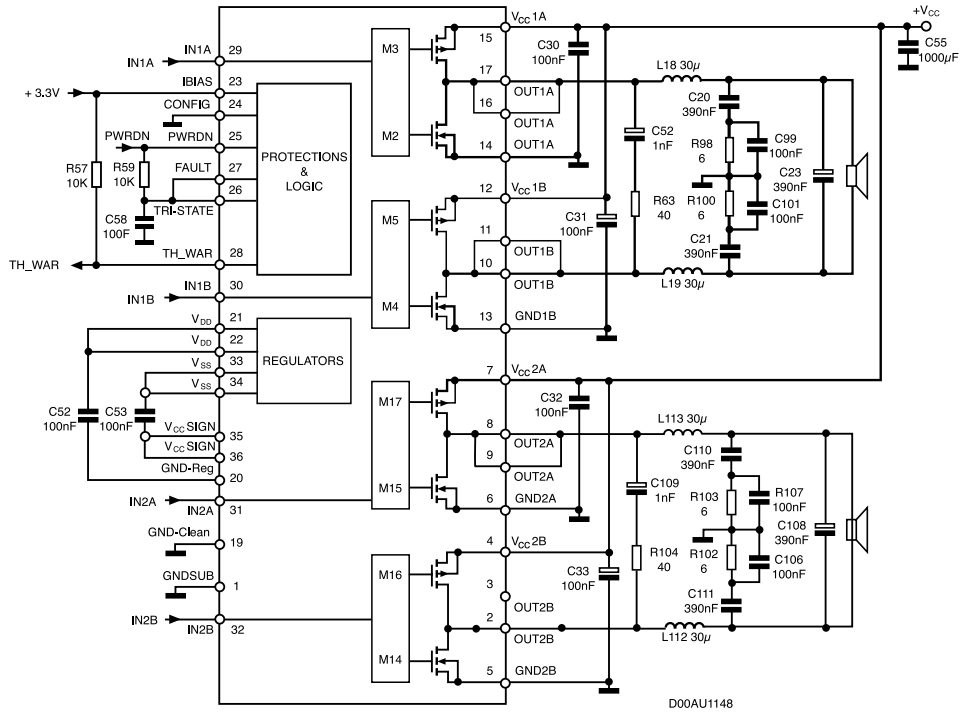 VCC 1A
+VCC
15
C30
100nF
C55
1000µF
IN1A
29
M3
IN1A
L18 30µ
IBIAS
23
17
OUT1A
+ 3.3V
CONFIG
24
16
OUT1A
C20
390nF
PWRDN
PWRDN
25
M2
14
OUT1A
C52
1nF
R98
6
C99
100nF
R57
10K
R59
10K
FAULT
27
PROTECTIONS
&
LOGIC
C23
390nF
26
TRI-STATE
12
VCC 1B
C58
100F
M5
11
OUT1B
C31
100nF
R63
40
R100
6
C101
100nF
TH_WAR
TH_WAR
28
10
OUT1B
C21
390nF
IN1B
30
IN1B
M4
L19 30µ
13
GND1B
VDD
21
VDD
22
VSS
33
REGULATORS
VSS
34
7
VCC 2A
C52
100nF
C53
100nF
M17
C32
100nF
8
OUT2A
L113 30µ
VCC SIGN
35
VCC SIGN
36
9
OUT2A
C110
390nF
GND-Reg
20
M15
6
GND2A
C109
1nF
R103
6
R107
100nF
IN2A
IN2A
31
C108
390nF
GND-Clean
19
4
VCC 2B
R104
40
R102
6
C106
100nF
M16
C33
100nF
GNDSUB
1
3
OUT2B
C111
390nF
IN2B
IN2B
32
2
OUT2B
L112 30µ
M14
5
GND2B
D00AU1148